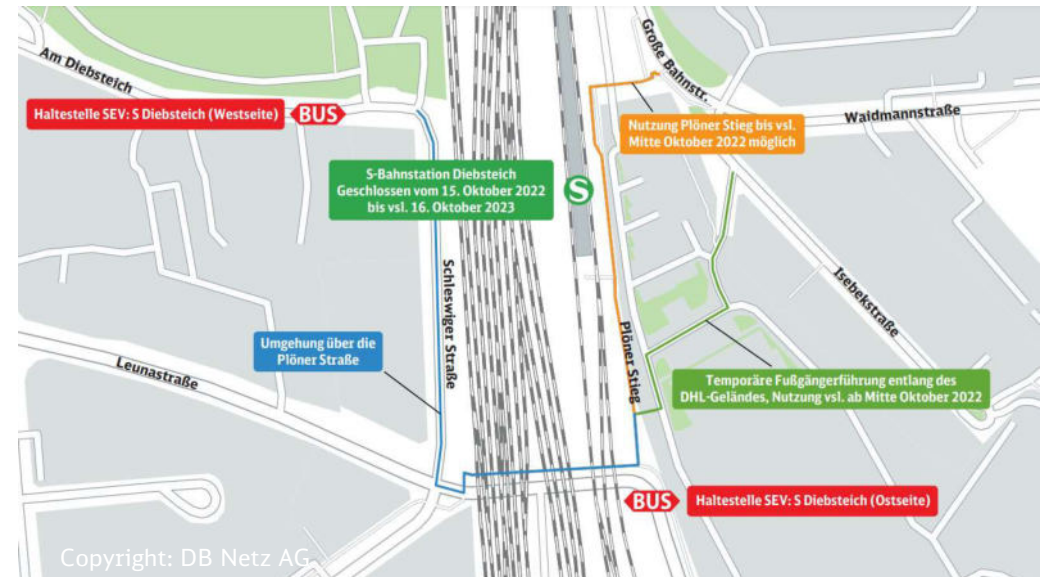 Am Diebsteich
Große Bahnstr.
Haltestelle SEV: S Diebsteich (Westseite)
BUS
Nutzung Plöner Stieg bis vsl.
Mitte Oktober 2022 möglich
Waidmannstraße
S-Bahnstation Diebsteich
Geschlossen vom 15. Oktober 2022
bis vsl. 16. Oktober 2023
S
Schleswiger Straße
Isebekstraße
Umgehung über die
Plöner Straße
Leunastraße
Plöner Stieg
Temporäre Fußgängerführung entlang des
DHL-Geländes, Nutzung vsl. ab Mitte Oktober 2022
BUS
Haltestelle SEV: S Diebsteich (Ostseite)
Copyright: DB Netz AG